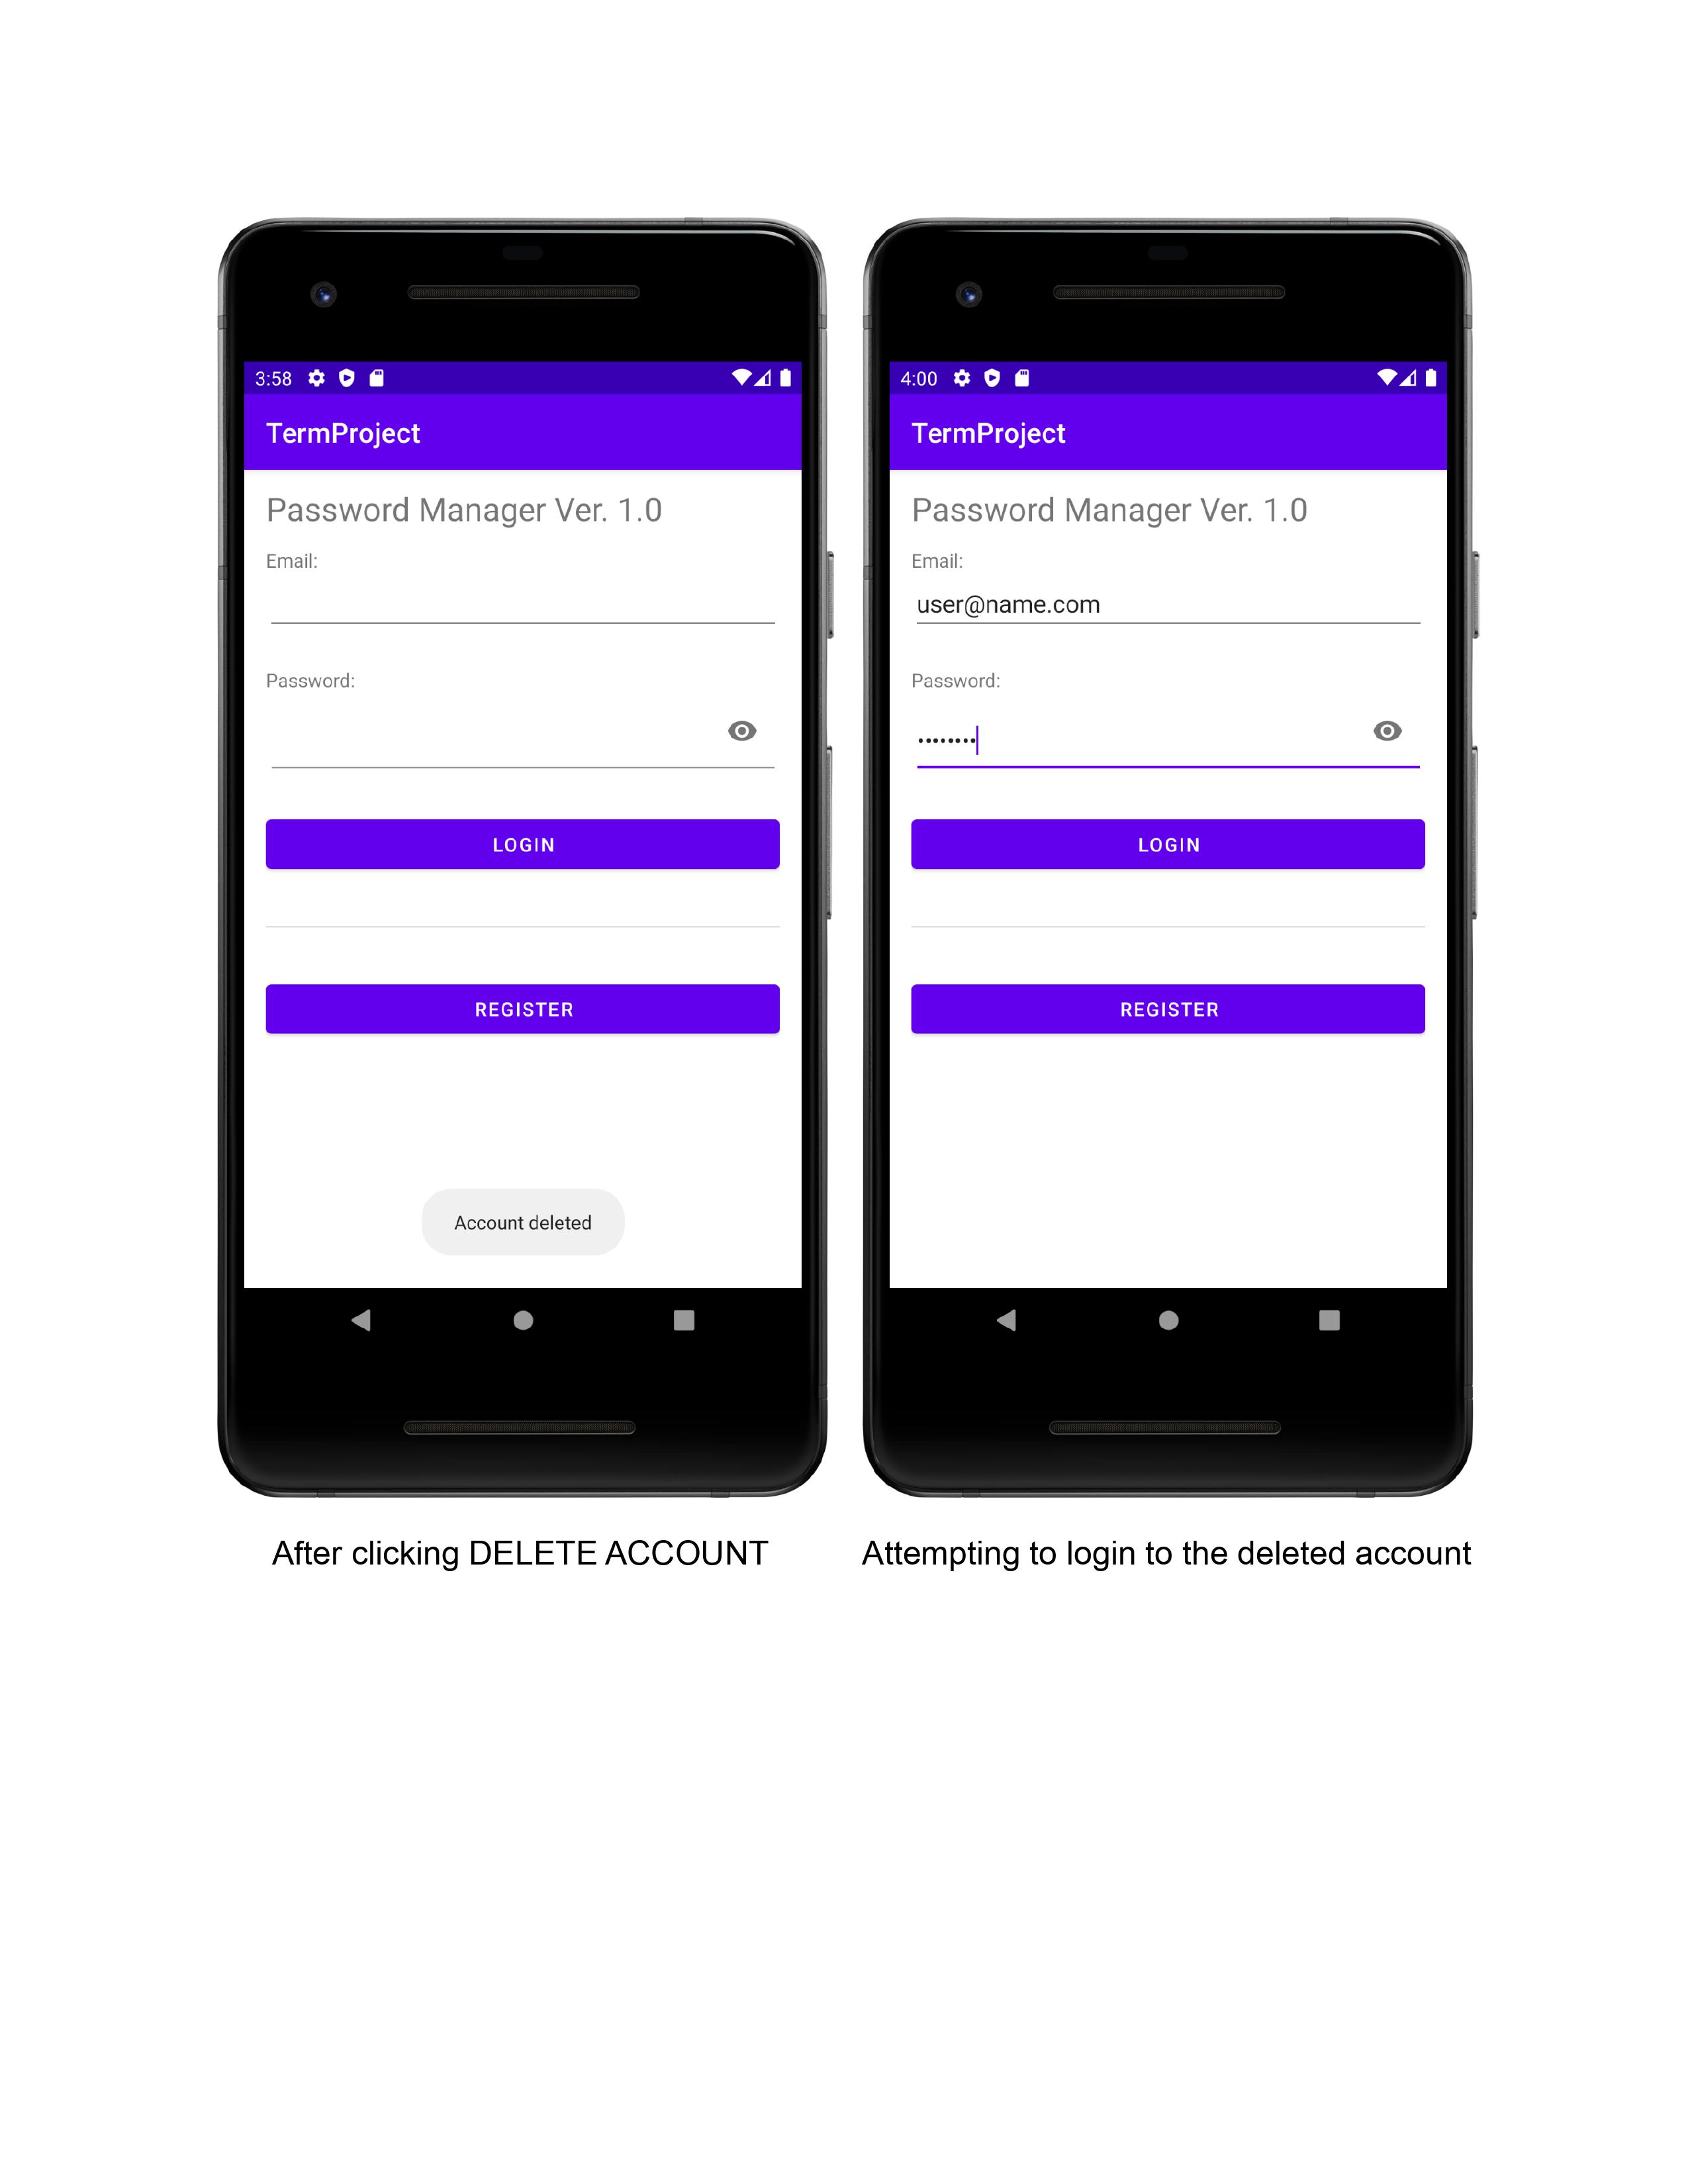 3:58
TermProject
Password Manager Ver. 1.0
Email:
Password:
LOGIN
REGISTER
Account deleted
After clicking DELETE ACCOUNT
4:00
TermProject
Password Manager Ver. 1.0
Email:
user@name.com
Password:
••••••••
LOGIN
REGISTER
Attempting to login to the deleted account